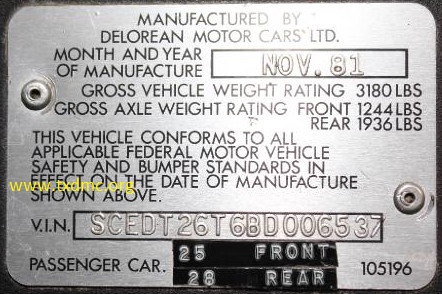 MANUFACTURED BY
DELOREAN MOTOR CARS LTD.
MONTH AND YEAR
OF MANUFACTURE NOV. 81
GROSS VEHICLE WEIGHT RATING 3180 LBS
GROSS AXLE WEIGHT RATING FRONT 1244 LBS
REAR 1936 LBS
THIS VEHICLE CONFORMS TO ALL
APPLICABLE FEDERAL MOTOR VEHICLE
SAFETY AND BUMPER STANDARDS IN
www.txdmc.org
EFFECT ON THE DATE OF MANUFACTURE
SHOWN ABOVE.
V.I.N. SCEDT26T6BD006537
25 FRONT
PASSENGER CAR. 28 REAR 105196